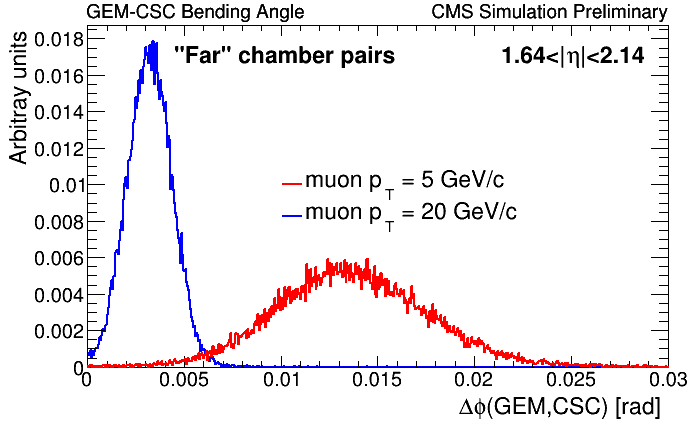 GEM-CSC Bending Angle
CMS Simulation Preliminary
Arbitray units
"Far" chamber pairs
1.64<|η|<2.14
muon p_T = 5 GeV/c
muon p_T = 20 GeV/c
0.018
0.016
0.014
0.012
0.01
0.008
0.006
0.004
0.002
0
0 0.005 0.01 0.015 0.02 0.025 0.03
Δϕ(GEM,CSC) [rad]